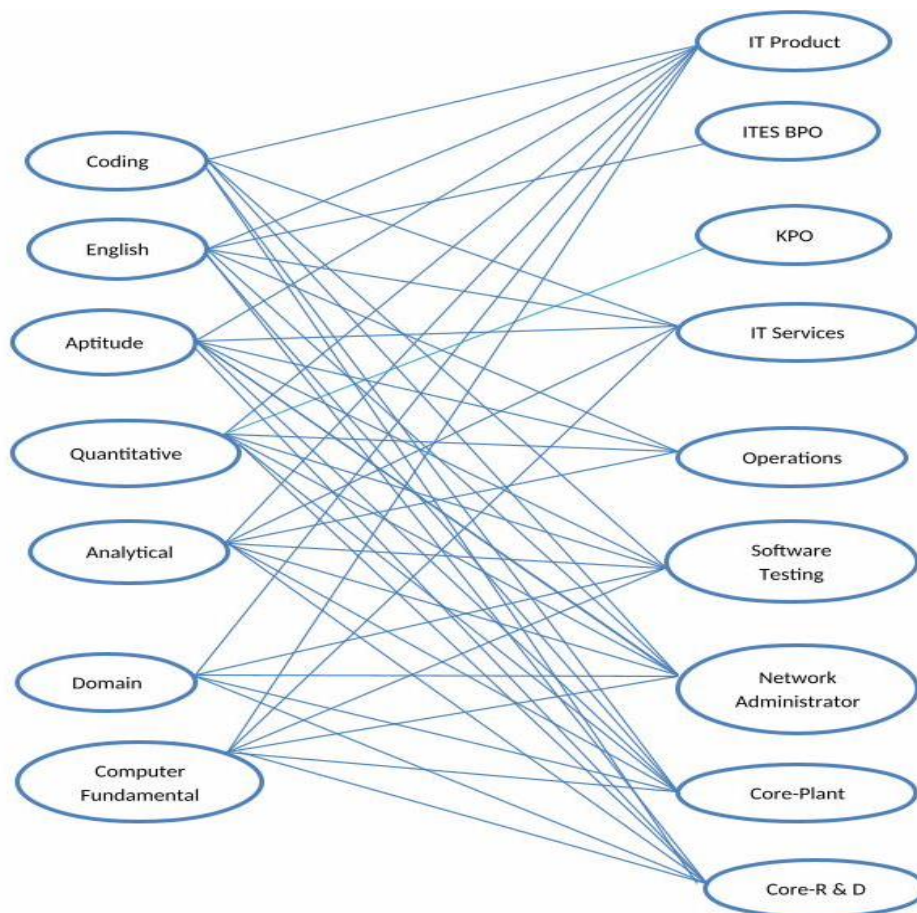 IT Product
ITES BPO
Coding
KPO
English
IT Services
Aptitude
Quantitative
Operations
Analytical
Software
Testing
Domain
Network
Administrator
Computer
Fundamental
Core-Plant
Core-R & D